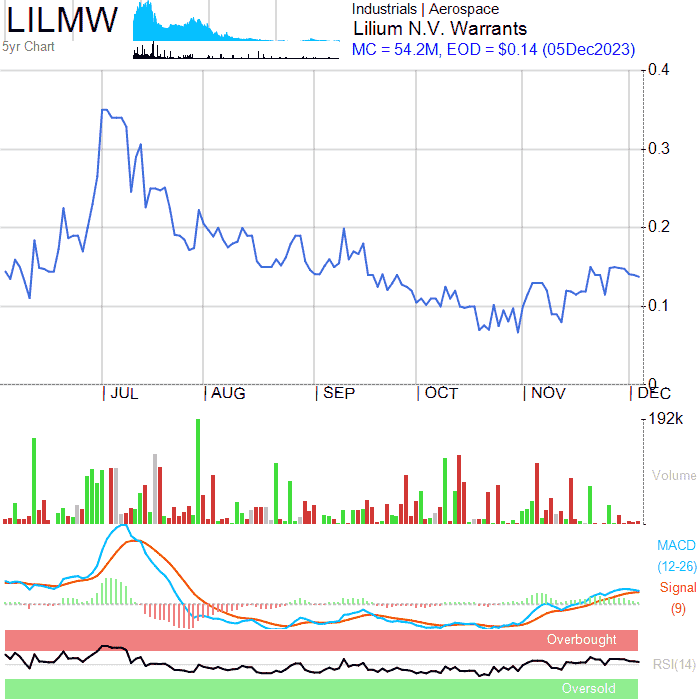 LILMW
5yr Chart
Industrials | Aerospace
Lilium N.V. Warrants
MC = 54.2M, EOD = $0.14 (05Dec2023)
0.4
0.3
0.2
0.1
0
JUL AUG SEP OCT NOV DEC
192k
Volume
MACD
(12-26)
Signal
(9)
Overbought
RSI(14)
Oversold